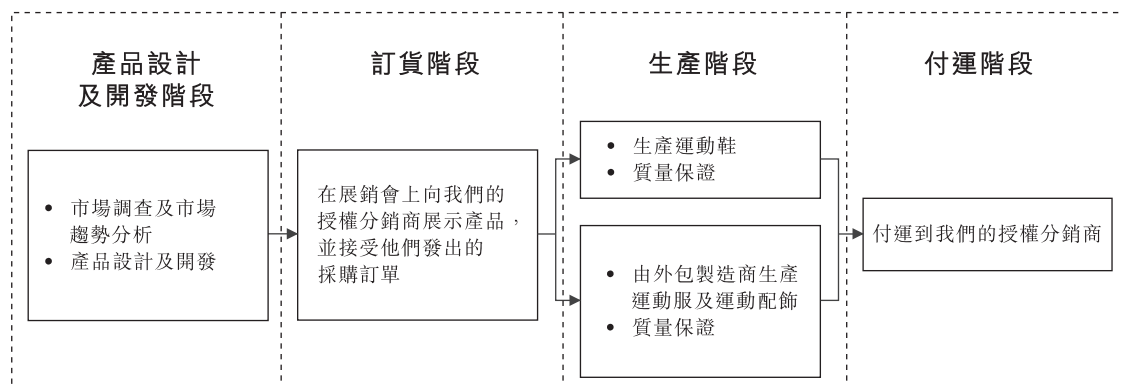 產品設計
及開發階段
訂貨階段
生產階段
付運階段
• 市場調查及市場
趨勢分析
• 產品設計及開發
在展銷會上向我們的
授權分銷商展示產品，
並接受他們發出的
採購訂單
• 生產運動鞋
• 質量保證
• 由外包製造商生產
運動服及運動配飾
• 質量保證
付運到我們的授權分銷商